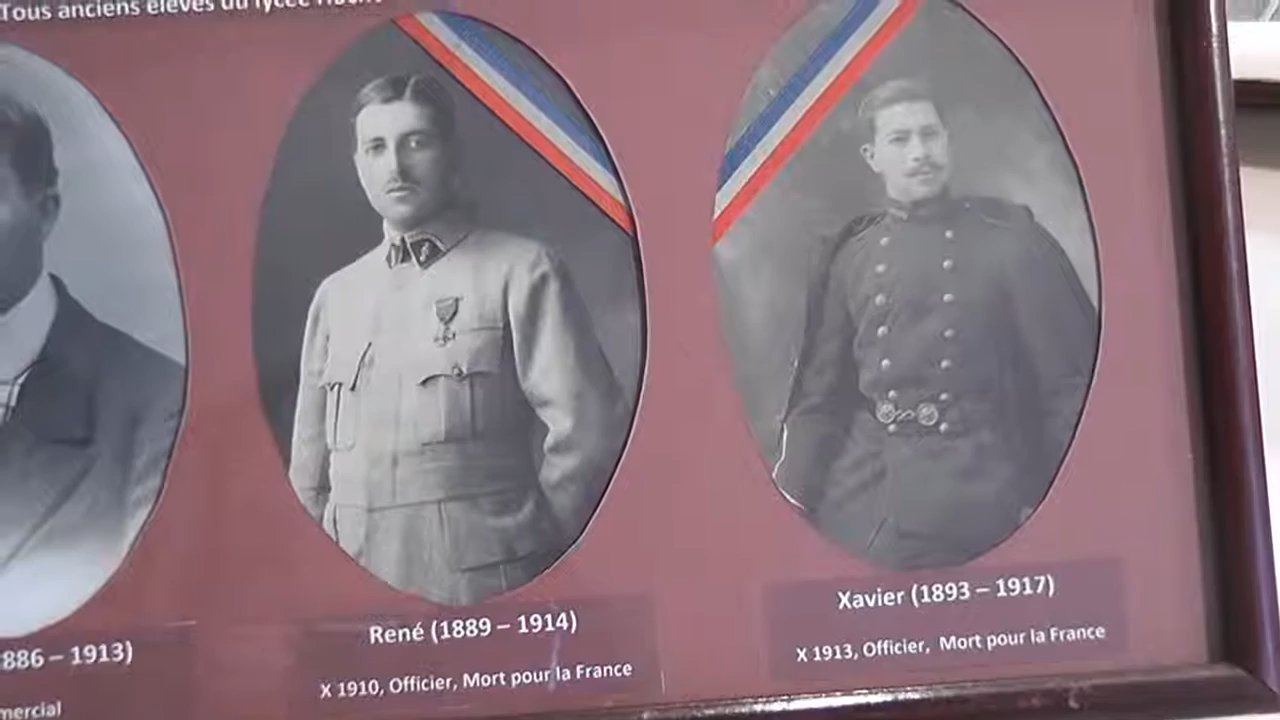 Tous anciens élèves du lycée
René (1889 – 1914)
X 1910, Officier, Mort pour la France
Xavier (1893 – 1917)
X 1913, Officier, Mort pour la France
886 – 1913)
mercial